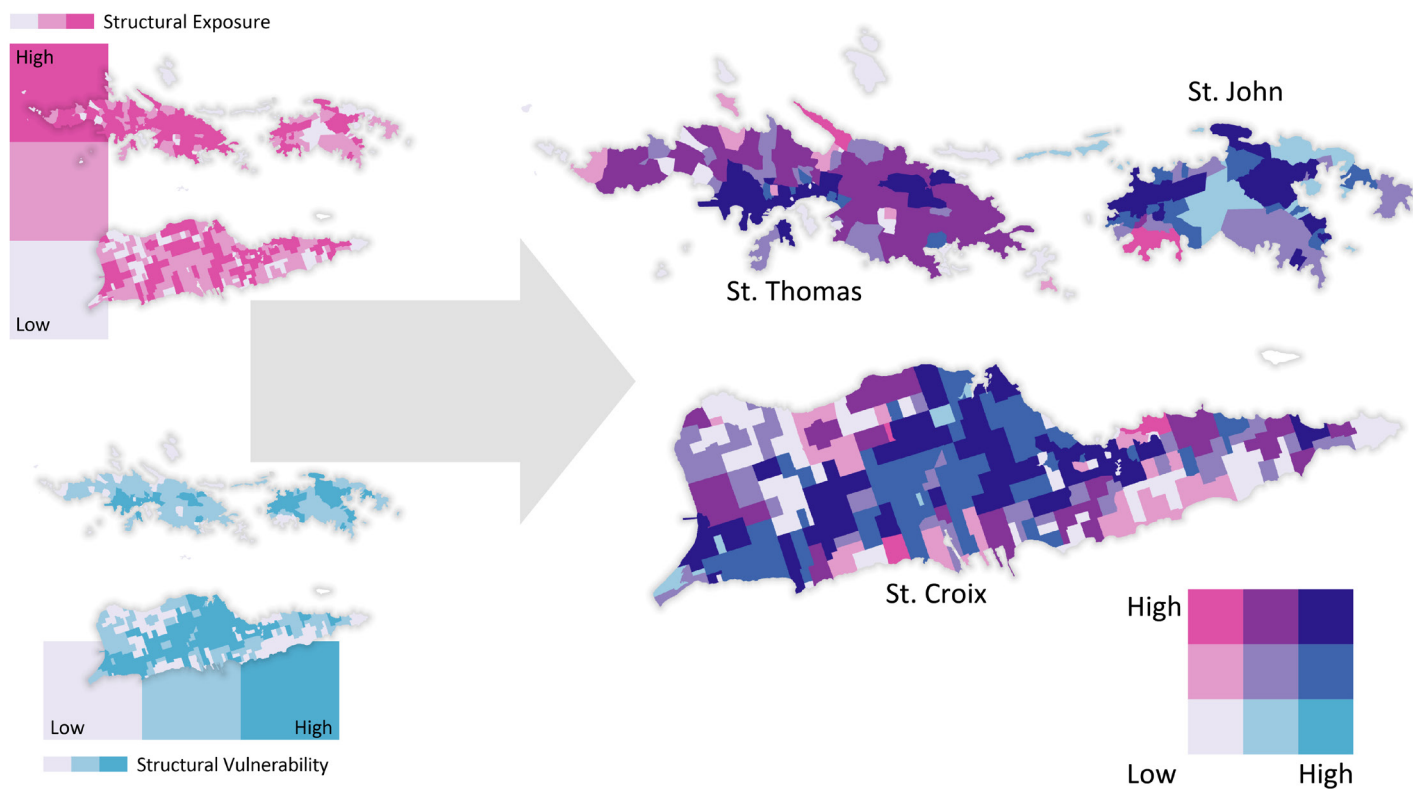 Structural Exposure
High
Low
St. John
St. Thomas
St. Croix
Low
High
Structural Vulnerability
High
Low
High